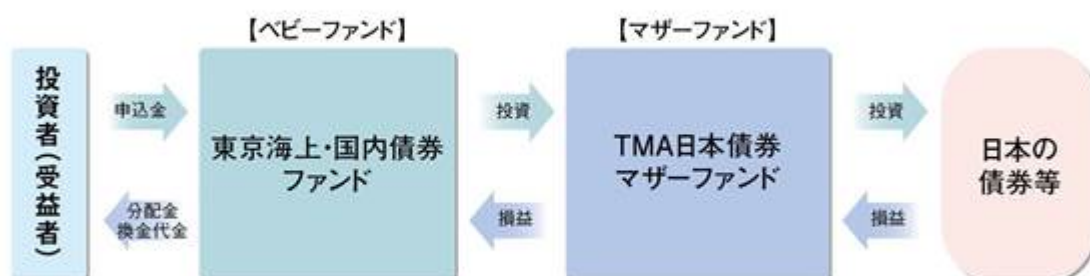 【ベビーファンド】
【マザーファンド】
投資者(受益者)
申込金
分配金
換金代金
東京海上・国内債券
ファンド
投資
損益
TMA日本債券
マザーファンド
投資
損益
日本の
債券等